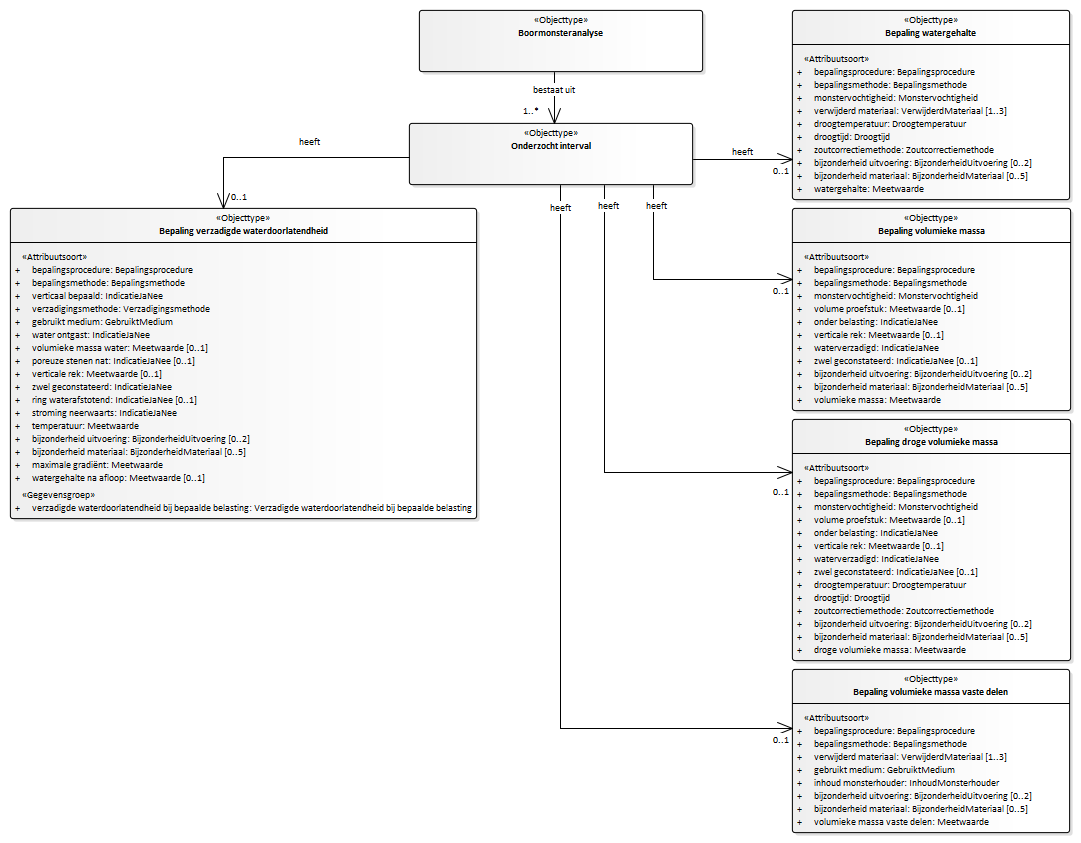 «Objecttype»
Boormonsteranalyse
bestaat uit
1..*
«Objecttype»
Onderzocht interval
heeft
0..1
heeft
0..1
heeft
0..1
heeft
0..1
heeft
0..1
«Objecttype»
Bepaling verzadigde waterdoorlatendheid
«Attribuutsoort»
+ bepalingsprocedure: Bepalingsprocedure
+ bepalingsmethode: Bepalingsmethode
+ verticaal bepaald: IndicatieJaNee
+ verzadigingsmethode: Verzadigingsmethode
+ gebruikt medium: GebruiktMedium
+ water ontgast: IndicatieJaNee
+ volumieke massa water: Meetwaarde [0..1]
+ poreuze stenen nat: IndicatieJaNee [0..1]
+ verticale rek: Meetwaarde [0..1]
+ zwel geconstateerd: IndicatieJaNee
+ ring waterafstotend: IndicatieJaNee [0..1]
+ stroming neerwaarts: IndicatieJaNee
+ temperatuur: Meetwaarde
+ bijzonderheid uitvoering: BijzonderheidUitvoering [0..2]
+ bijzonderheid materiaal: BijzonderheidMateriaal [0..5]
+ maximale gradiënt: Meetwaarde
+ watergehalte na afloop: Meetwaarde [0..1]
«Gegevensgroep»
+ verzadigde waterdoorlatendheid bij bepaalde belasting: Verzadigde waterdoorlatendheid bij bepaalde belasting
«Objecttype»
Bepaling watergehalte
«Attribuutsoort»
+ bepalingsprocedure: Bepalingsprocedure
+ bepalingsmethode: Bepalingsmethode
+ monstervochtigheid: Monstervochtigheid
+ verwijderd materiaal: VerwijderdMateriaal [1..3]
+ droogtemperatuur: Droogtemperatuur
+ droogtijd: Droogtijd
+ zoutcorrectiemethode: Zoutcorrectiemethode
+ bijzonderheid uitvoering: BijzonderheidUitvoering [0..2]
+ bijzonderheid materiaal: BijzonderheidMateriaal [0..5]
+ watergehalte: Meetwaarde
«Objecttype»
Bepaling volumieke massa
«Attribuutsoort»
+ bepalingsprocedure: Bepalingsprocedure
+ bepalingsmethode: Bepalingsmethode
+ monstervochtigheid: Monstervochtigheid
+ volume proefstuk: Meetwaarde [0..1]
+ onder belasting: IndicatieJaNee
+ verticale rek: Meetwaarde [0..1]
+ waterverzadigd: IndicatieJaNee
+ zwel geconstateerd: IndicatieJaNee [0..1]
+ bijzonderheid uitvoering: BijzonderheidUitvoering [0..2]
+ bijzonderheid materiaal: BijzonderheidMateriaal [0..5]
+ volumieke massa: Meetwaarde
«Objecttype»
Bepaling droge volumieke massa
«Attribuutsoort»
+ bepalingsprocedure: Bepalingsprocedure
+ bepalingsmethode: Bepalingsmethode
+ monstervochtigheid: Monstervochtigheid
+ volume proefstuk: Meetwaarde [0..1]
+ onder belasting: IndicatieJaNee
+ verticale rek: Meetwaarde [0..1]
+ waterverzadigd: IndicatieJaNee
+ zwel geconstateerd: IndicatieJaNee [0..1]
+ droogtemperatuur: Droogtemperatuur
+ droogtijd: Droogtijd
+ zoutcorrectiemethode: Zoutcorrectiemethode
+ bijzonderheid uitvoering: BijzonderheidUitvoering [0..2]
+ bijzonderheid materiaal: BijzonderheidMateriaal [0..5]
+ droge volumieke massa: Meetwaarde
«Objecttype»
Bepaling volumieke massa vaste delen
«Attribuutsoort»
+ bepalingsprocedure: Bepalingsprocedure
+ bepalingsmethode: Bepalingsmethode
+ verwijderd materiaal: VerwijderdMateriaal [1..3]
+ gebruikt medium: GebruiktMedium
+ inhoud monsterhouder: InhoudMonsterhouder
+ bijzonderheid uitvoering: BijzonderheidUitvoering [0..2]
+ bijzonderheid materiaal: BijzonderheidMateriaal [0..5]
+ volumieke massa vaste delen: Meetwaarde